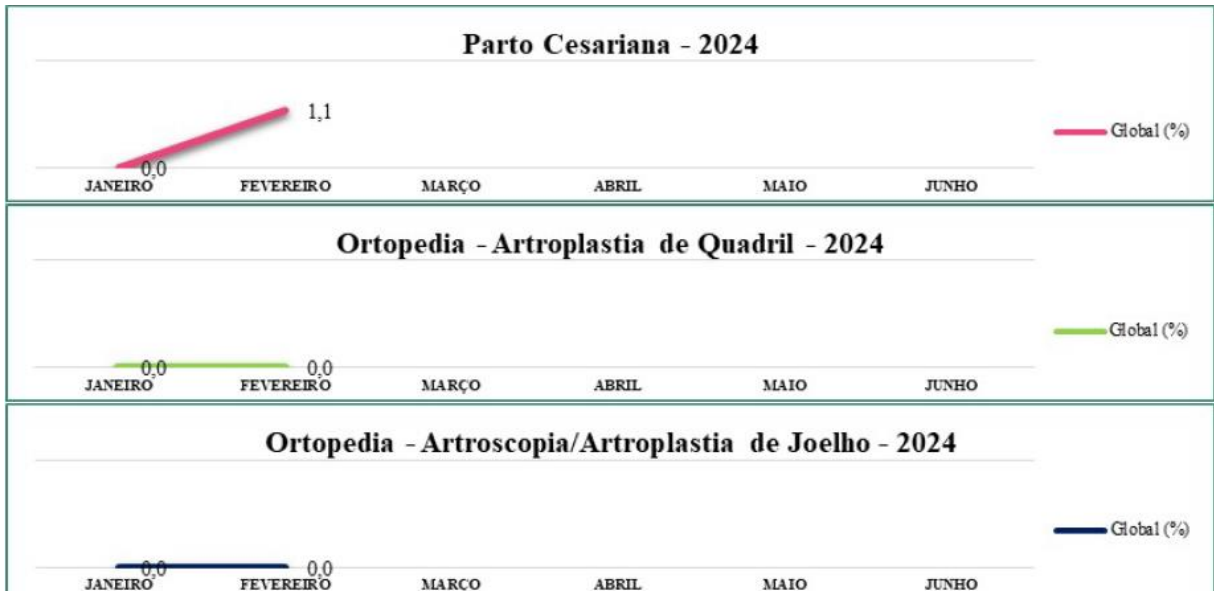 Parto Cesariana - 2024
1,1
Global (%)
0,0
JANEIRO FEVEREIRO MARÇO ABRIL MAIO JUNHO
Ortopedia - Artroplastia de Quadril - 2024
Global (%)
0,0 0,0
JANEIRO FEVEREIRO MARÇO ABRIL MAIO JUNHO
Ortopedia - Artroscopia/Artroplastia de Joelho - 2024
Global (%)
0,0 0,0
JANEIRO FEVEREIRO MARÇO ABRIL MAIO JUNHO